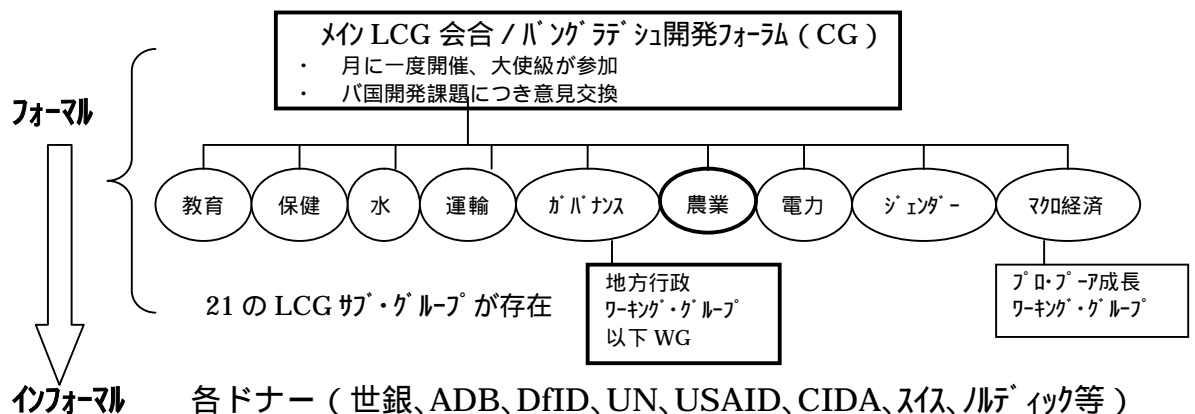 メイン LCG 会合 / ﾊﾞﾝｸﾞﾗﾃﾞｼｭ開発フォーラム ( CG )
・ 月に一度開催、大使級が参加
・ バ国開発課題につき意見交換
フォーマル
教育 保健 水 運輸 ｶﾞﾊﾞﾅﾝｽ 農業 電力 ｼﾞｪﾝﾀﾞｰ ﾏｸﾛ経済
地方行政
ﾜｰｷﾝｸﾞ・ｸﾞﾙｰﾌﾟ
以下 WG
ﾌﾟﾛ・ﾌﾟｱ成長
ﾜｰｷﾝｸﾞ・ｸﾞﾙｰﾌﾟ
21 の LCG ｻﾌﾞ・ｸﾞﾙｰﾌﾟが存在
インフォーマル 各ドナー ( 世銀、ADB、DfID、UN、USAID、CIDA、ｽｲｽ、ﾉﾙﾃﾞｨｯｸ等 )